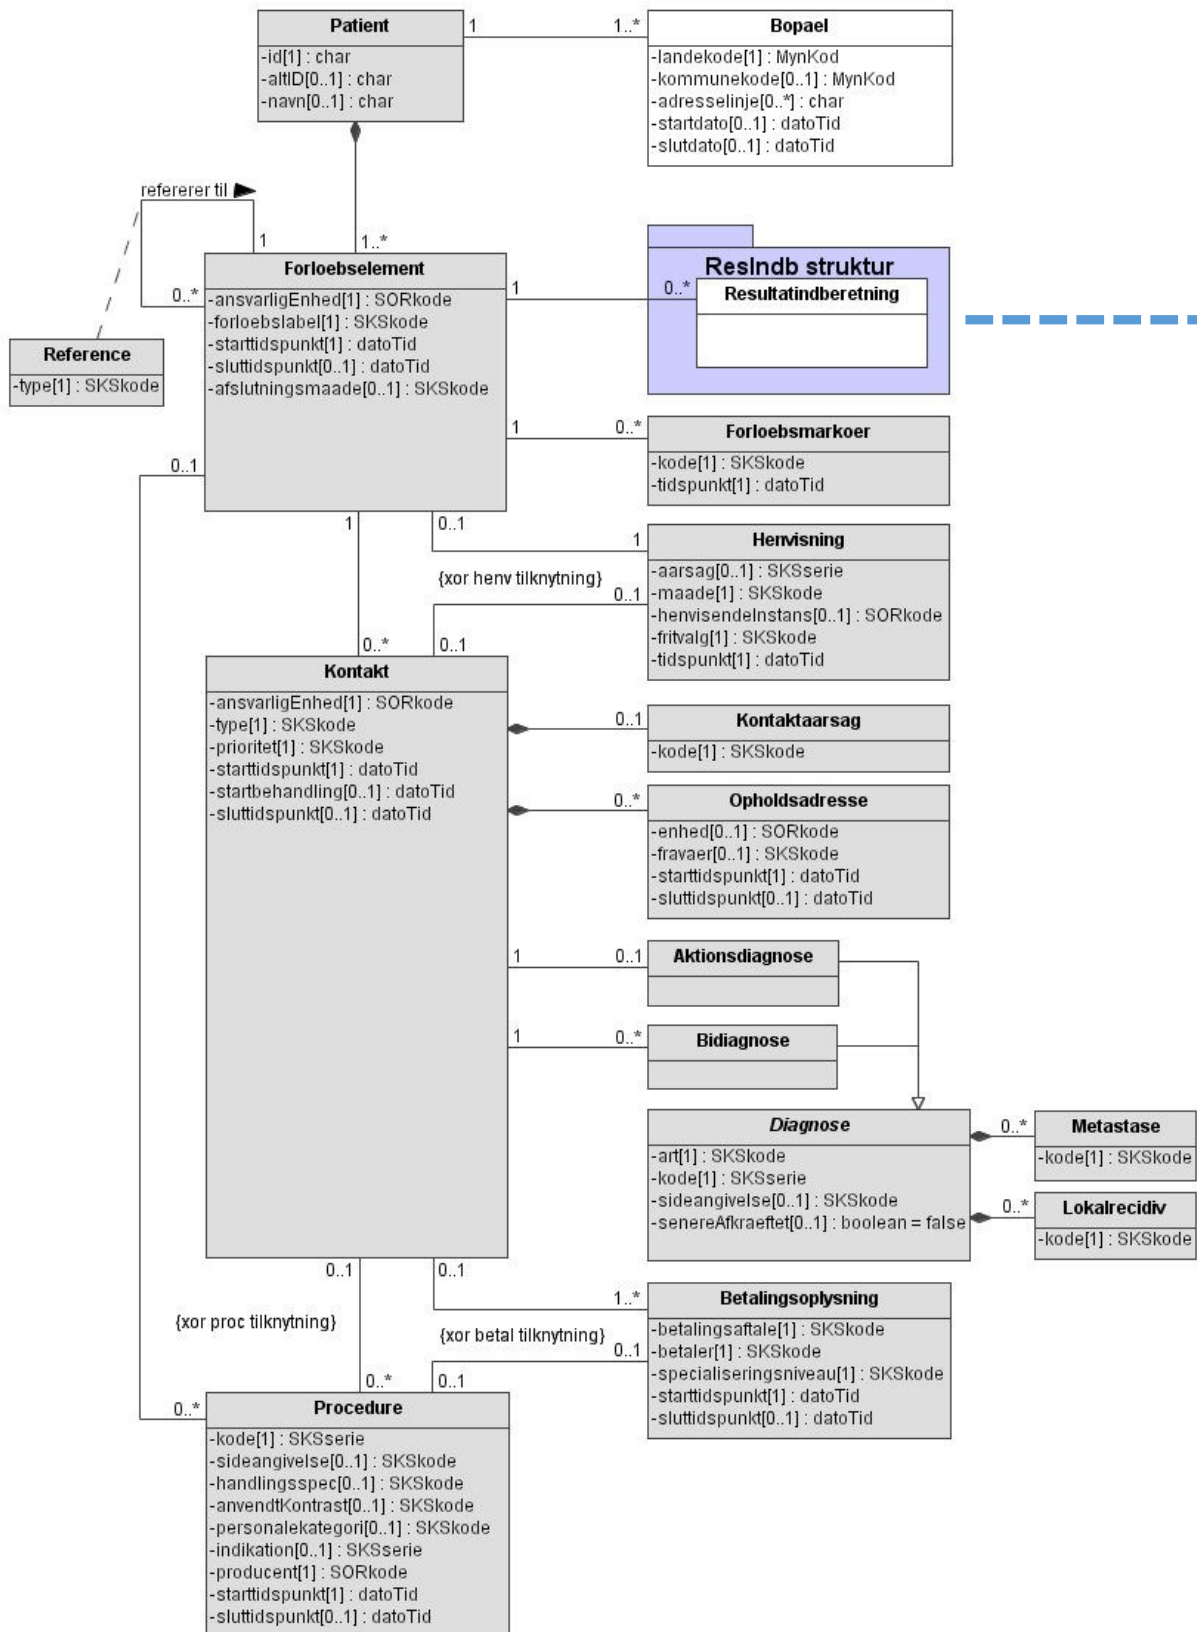 Patient
-id[1] : char
-altID[0..1] : char
-navn[0..1] : char
1
1..*
Bopael
-landekode[1] : MynKod
-kommunekode[0..1] : MynKod
-adresselinje[0..*] : char
-startdato[0..1] : datoTid
-slutdato[0..1] : datoTid
refererer til
1
1..*
0..*
Reference
-type[1] : SKSkode
Forloebselement
-ansvarligEnhed[1] : SORkode
-forloebslabel[1] : SKSkode
-starttidspunkt[1] : datoTid
-sluttidspunkt[0..1] : datoTid
-afslutningsmaade[0..1] : SKSkode
1
0..*
ResIndb struktur
Resultatindberetning
1
0..*
Forloebsmarkoer
-kode[1] : SKSkode
-tidspunkt[1] : datoTid
0..1
1
0..1
1
{xor henv tilknytning}
0..1
0..*
0..1
Henvisning
-aarsag[0..1] : SKSserie
-maade[1] : SKSkode
-henvisendeInstans[0..1] : SORkode
-fritvalg[1] : SKSkode
-tidspunkt[1] : datoTid
Kontakt
-ansvarligEnhed[1] : SORkode
-type[1] : SKSkode
-prioritet[1] : SKSkode
-starttidspunkt[1] : datoTid
-startbehandling[0..1] : datoTid
-sluttidspunkt[0..1] : datoTid
0..1
Kontaktaarsag
-kode[1] : SKSkode
0..*
Opholdsadresse
-enhed[0..1] : SORkode
-fravaer[0..1] : SKSkode
-starttidspunkt[1] : datoTid
-sluttidspunkt[0..1] : datoTid
1
0..1
Aktionsdiagnose
1
0..*
Bidiagnose
Diagnose
-art[1] : SKSkode
-kode[1] : SKSserie
-sideangivelse[0..1] : SKSkode
-senereAfkraeftet[0..1] : boolean = false
0..*
Metastase
-kode[1] : SKSkode
0..*
Lokalrecidiv
-kode[1] : SKSkode
0..1
0..1
1..*
{xor proc tilknytning}
{xor betal tilknytning}
0..1
0..*
0..1
0..*
Betalingsoplysning
-betalingsaftale[1] : SKSkode
-betaler[1] : SKSkode
-specialiseringsniveau[1] : SKSkode
-starttidspunkt[1] : datoTid
-sluttidspunkt[0..1] : datoTid
Procedure
-kode[1] : SKSserie
-sideangivelse[0..1] : SKSkode
-handlingsspec[0..1] : SKSkode
-anvendtKontrast[0..1] : SKSkode
-personalekategori[0..1] : SKSkode
-indikation[0..1] : SKSserie
-producent[1] : SORkode
-starttidspunkt[1] : datoTid
-sluttidspunkt[0..1] : datoTid